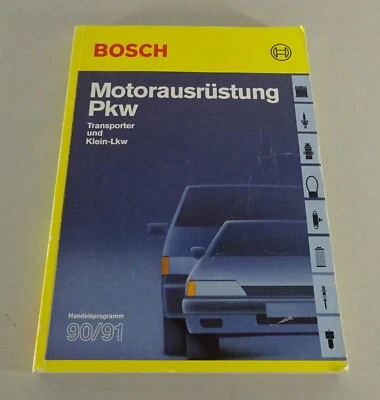 BOSCH
Motorausrüstung
Pkw
Transporter
und
Klein-Lkw
Handelsprogramm
90/91